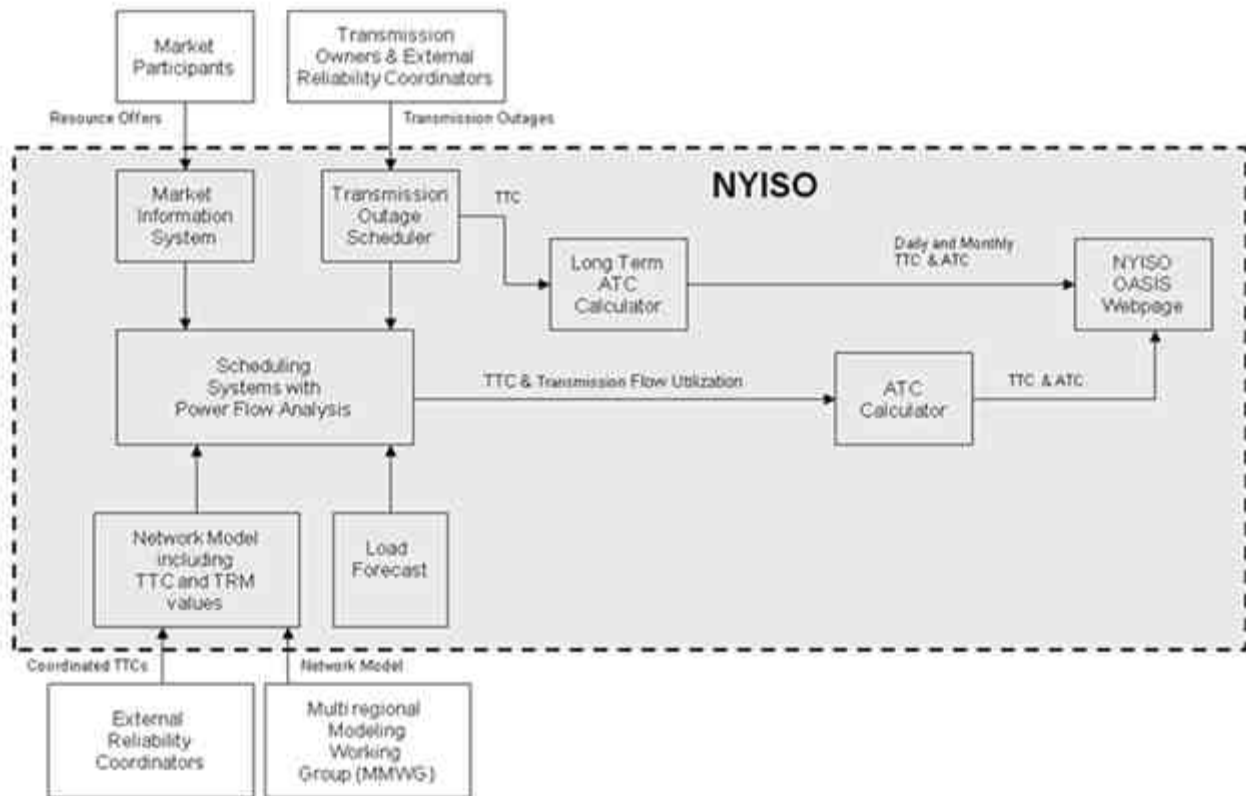 Market
Participants
Transmission
Owners & External
Reliability Coordinators
Resource Offers
Transmission Outages
NYISO
Market
Information
System
Transmission
Outage
Scheduler
TTC
Long Term
ATC
Calculator
Daily and Monthly
TTC & ATC
NYISO
OASIS
Webpage
Scheduling
Systems with
Power Flow Analysis
TTC & Transmission Flow Utilization
ATC
Calculator
TTC & ATC
Network Model
including
TTC and TRM
values
Load
Forecast
Coordinated TTCs
Network Model
External
Reliability
Coordinators
Multi regional
Modeling
Working
Group (MMWG)